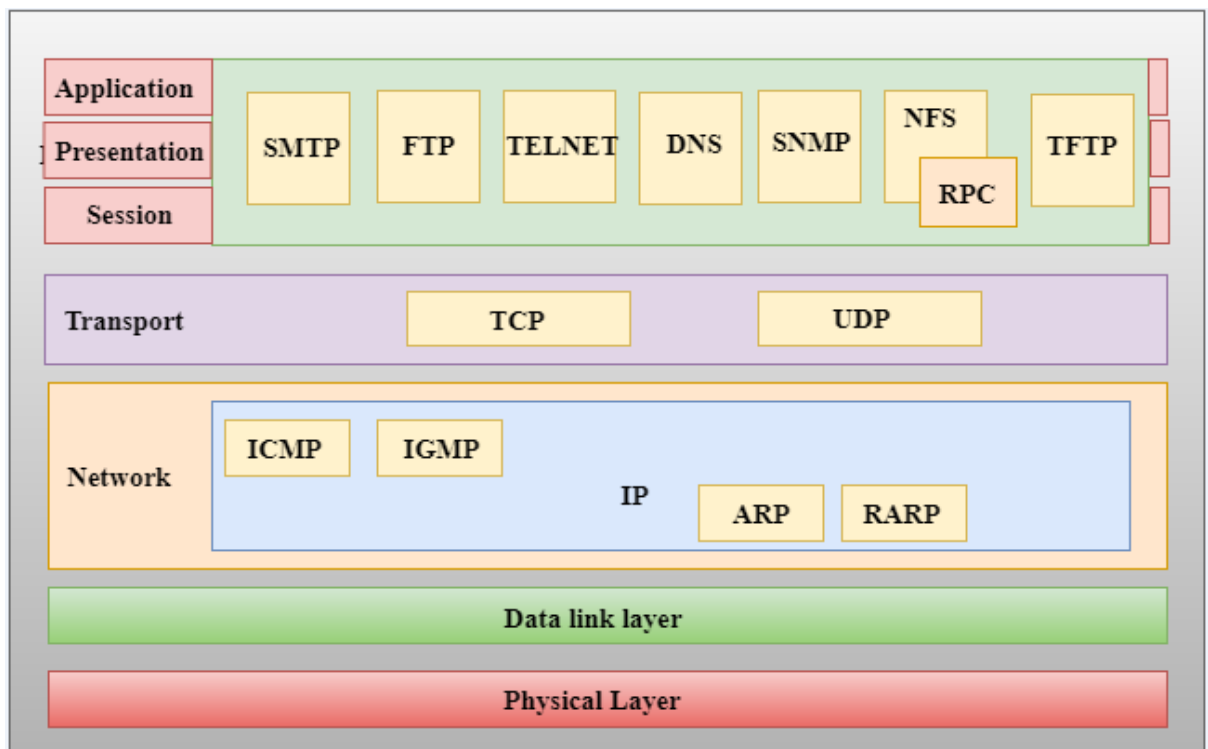 Application
Presentation
Session
SMTP
FTP
TELNET
DNS
SNMP
NFS
RPC
TFTP
Transport
TCP
UDP
Network
ICMP
IGMP
IP
ARP
RARP
Data link layer
Physical Layer